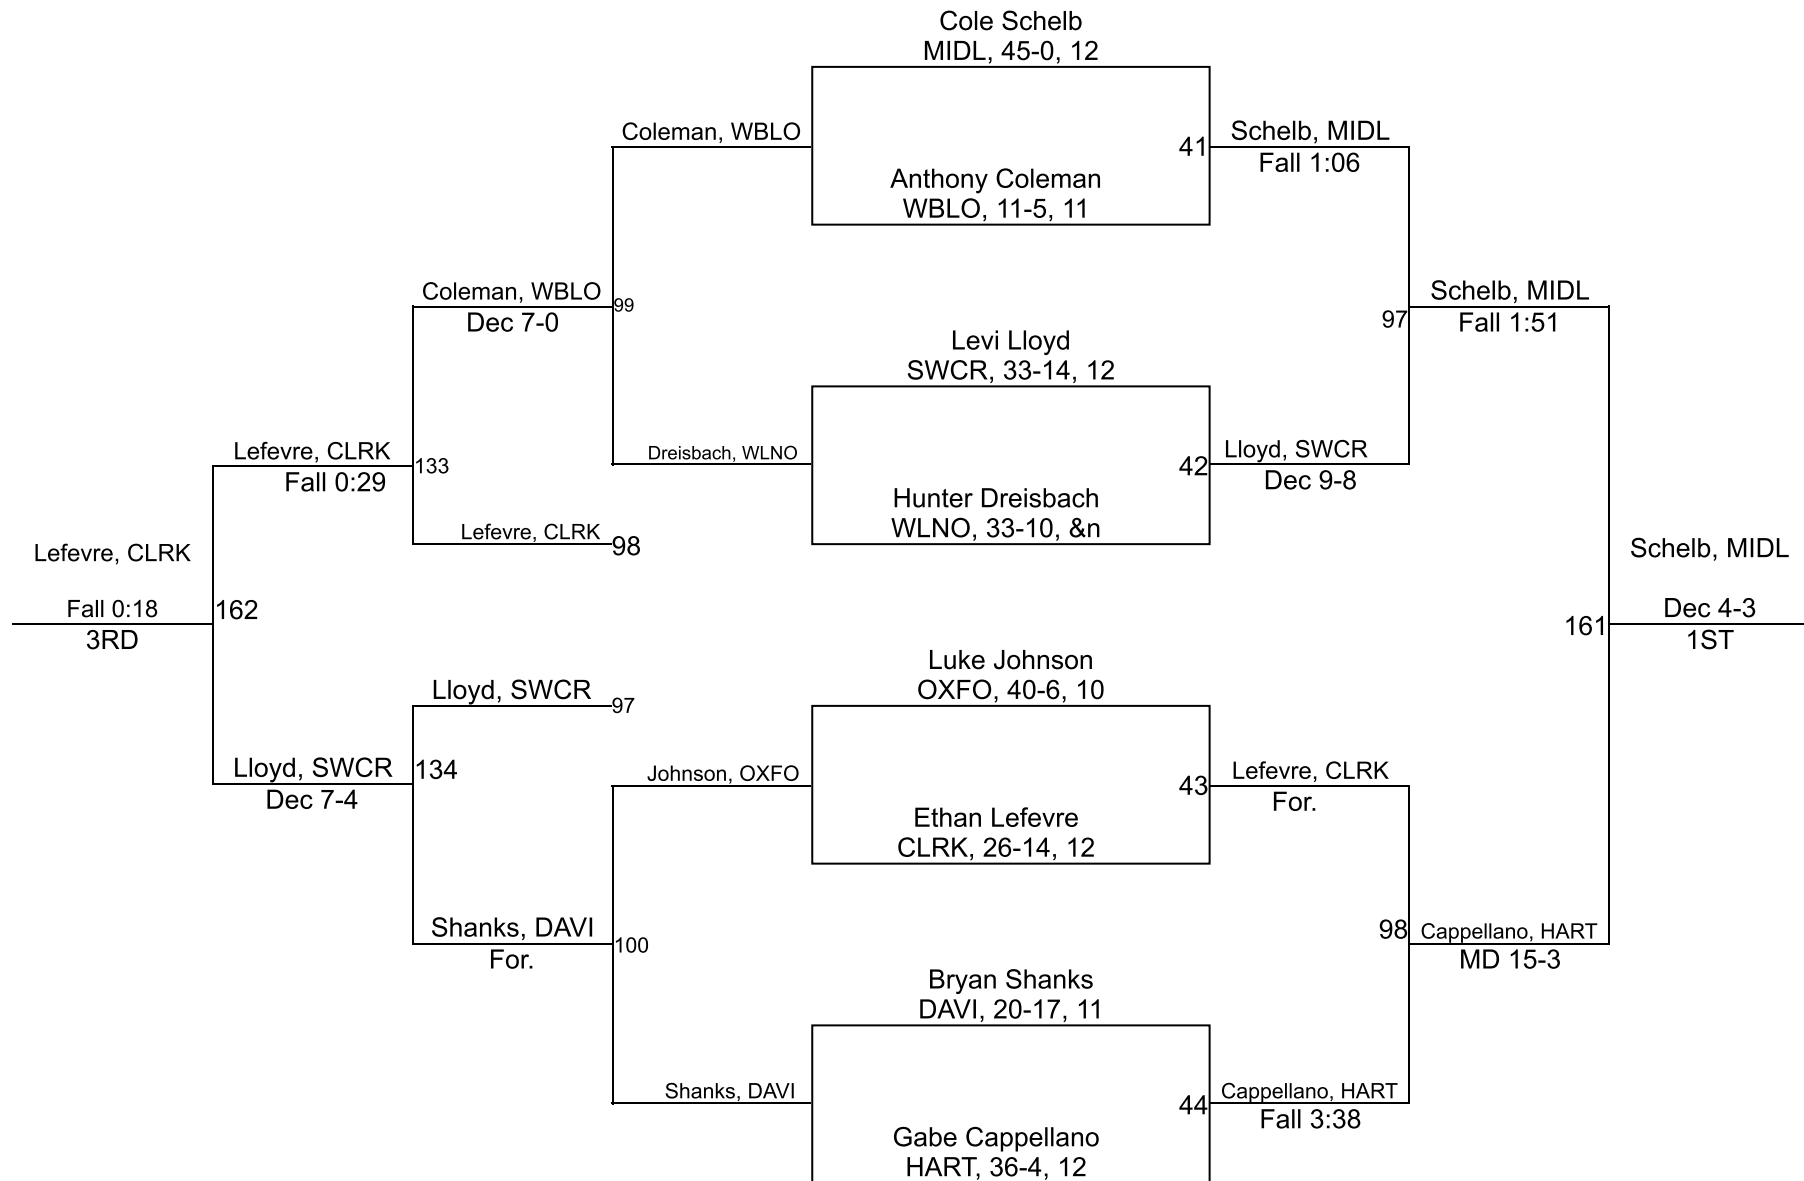 Cole Schelb
MIDL, 45-0, 12
Coleman, WBLO
41
Schelb, MIDL
Fall 1:06
Anthony Coleman
WBLO, 11-5, 11
Coleman, WBLO
Dec 7-0
99
97
Schelb, MIDL
Fall 1:51
Levi Lloyd
SWCR, 33-14, 12
Lefevre, CLRK
Fall 0:29
133
Dreisbach, WLNO
42
Lloyd, SWCR
Dec 9-8
Hunter Dreisbach
WLNO, 33-10, &n
Lefevre, CLRK
98
Lefevre, CLRK
Fall 0:18
3RD
162
Schelb, MIDL
161
Dec 4-3
1ST
Luke Johnson
OXFO, 40-6, 10
Lloyd, SWCR
97
Lloyd, SWCR
Dec 7-4
134
Johnson, OXFO
43
Lefevre, CLRK
For.
Ethan Lefevre
CLRK, 26-14, 12
Shanks, DAVI
For.
100
98
Cappellano, HART
MD 15-3
Bryan Shanks
DAVI, 20-17, 11
Shanks, DAVI
44
Cappellano, HART
Fall 3:38
Gabe Cappellano
HART, 36-4, 12